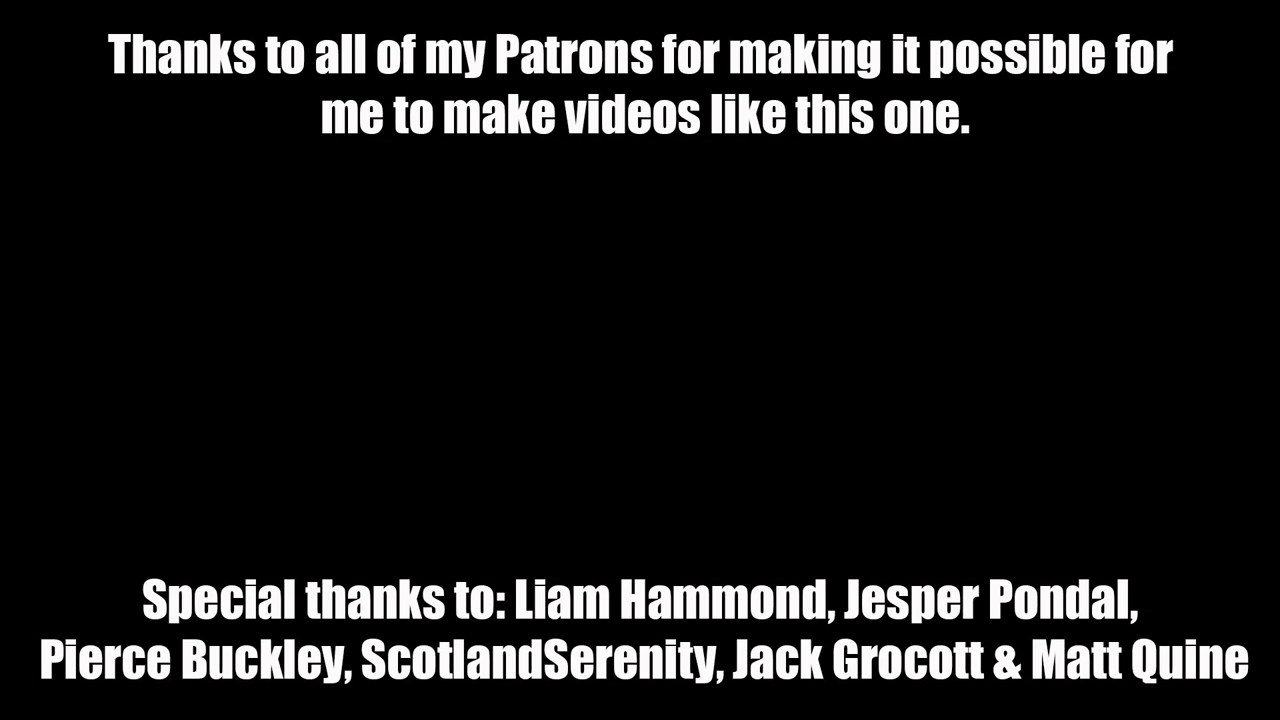 Thanks to all of my Patrons for making it possible for
me to make videos like this one.
Special thanks to: Liam Hammond, Jesper Pondal,
Pierce Buckley, ScotlandSerenity, Jack Grocott & Matt Quine